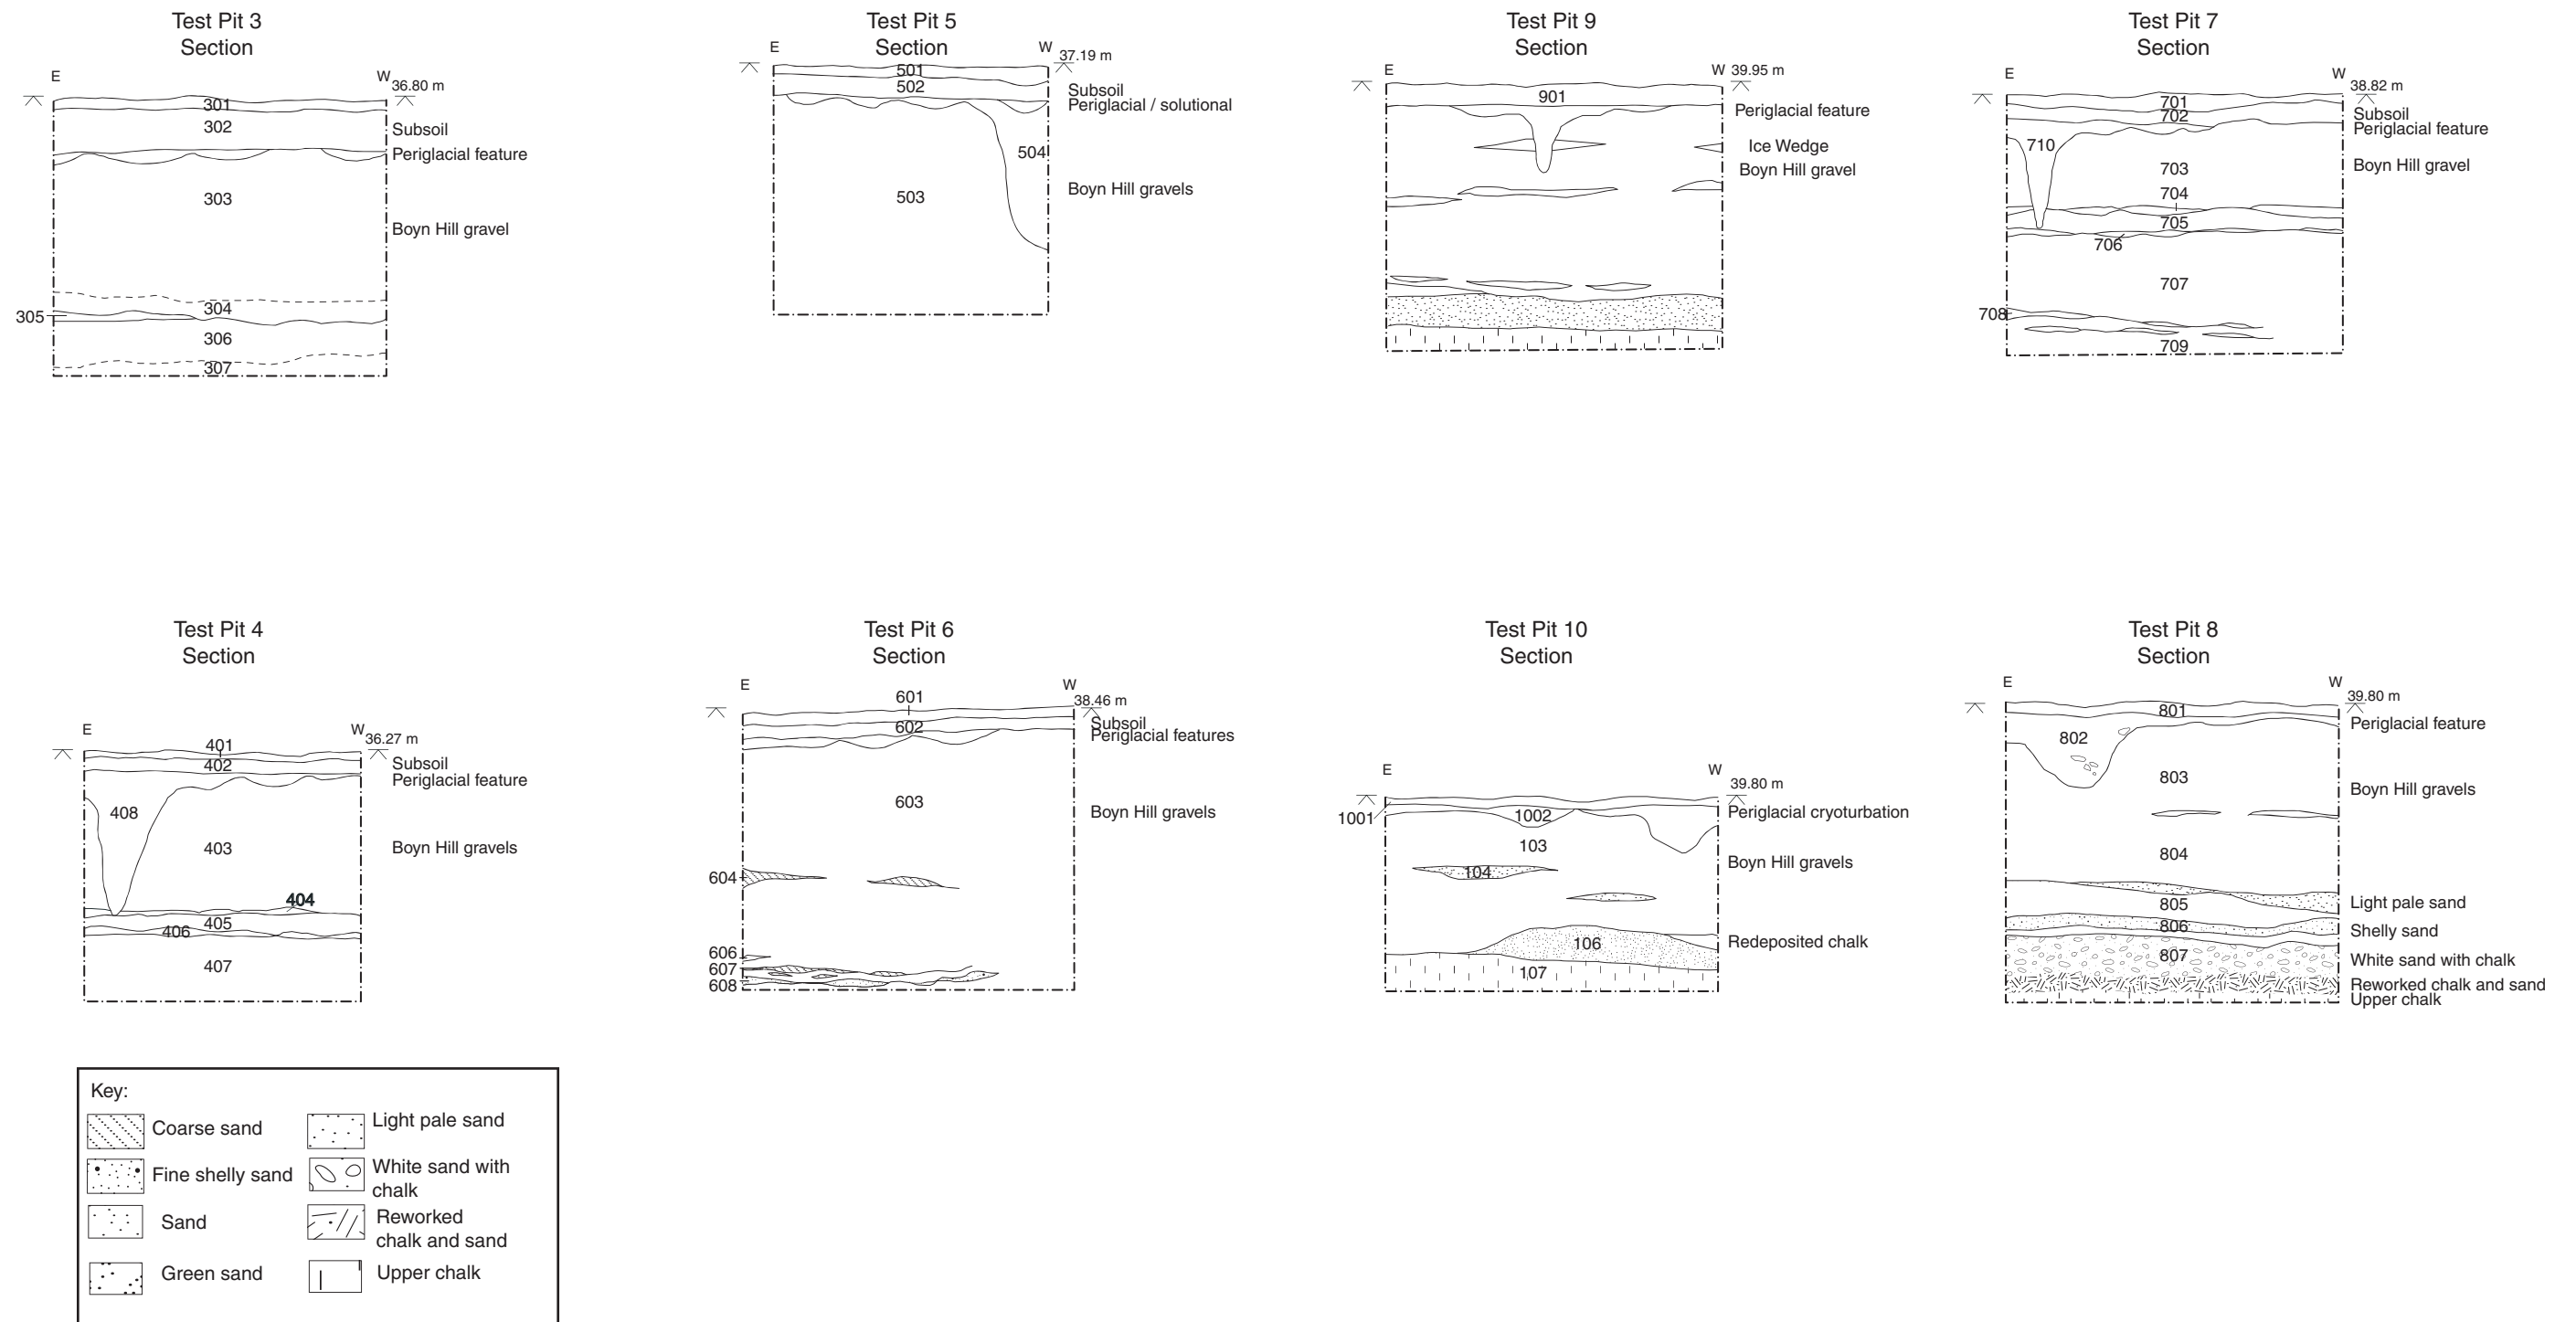 Test Pit 3
Section
E
W
36.80 m
301
302
Subsoil
Periglacial feature
303
Boyn Hill gravel
304
305
306
307
Test Pit 5
Section
E
W
37.19 m
501
502
Subsoil
Periglacial / solutional
504
Boyn Hill gravels
503
Test Pit 9
Section
E
W
39.95 m
901
Periglacial feature
Ice Wedge
Boyn Hill gravel
Test Pit 7
Section
E
W
38.82 m
701
702
Subsoil
Periglacial feature
710
703
Boyn Hill gravel
704
705
706
707
708
709
Test Pit 4
Section
E
W
36.27 m
401
402
Subsoil
Periglacial feature
408
403
Boyn Hill gravels
404
405
406
407
Test Pit 6
Section
E
W
38.46 m
601
602
Subsoil
Periglacial features
603
Boyn Hill gravels
604
606
607
608
Test Pit 10
Section
E
W
39.80 m
1001
1002
Periglacial cryoturbation
103
Boyn Hill gravels
104
106
Redeposited chalk
107
Test Pit 8
Section
E
W
39.80 m
801
Periglacial feature
802
803
Boyn Hill gravels
804
805
Light pale sand
806
Shelly sand
807
White sand with chalk
Reworked chalk and sand
Upper chalk
Key:
Coarse sand
Fine shelly sand
Sand
Green sand
Light pale sand
White sand with
chalk
Reworked
chalk and sand
Upper chalk